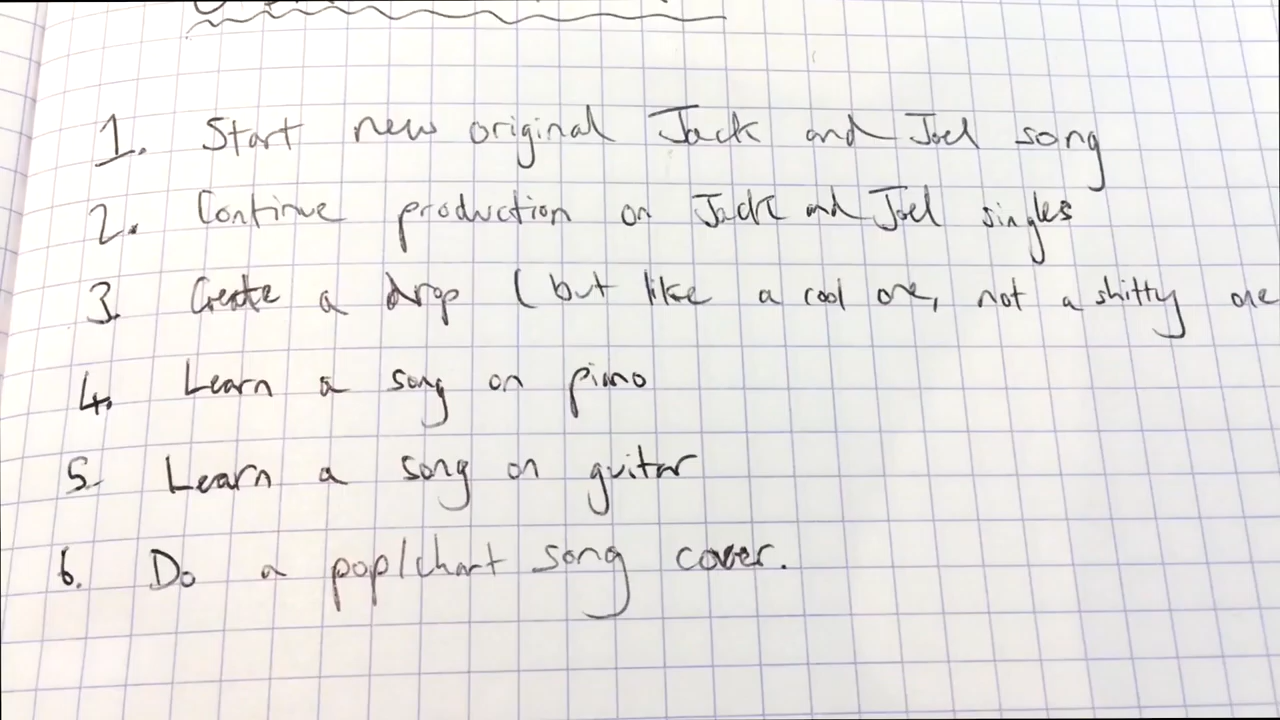 1. Start new original Jack and Joel song
2. Continue production on Jack and Joel singles
3. Create a drop (but like a cool one, not a shitty one
4. Learn a song on piano
5. Learn a song on guitar
6. Do a pop/chart song cover.